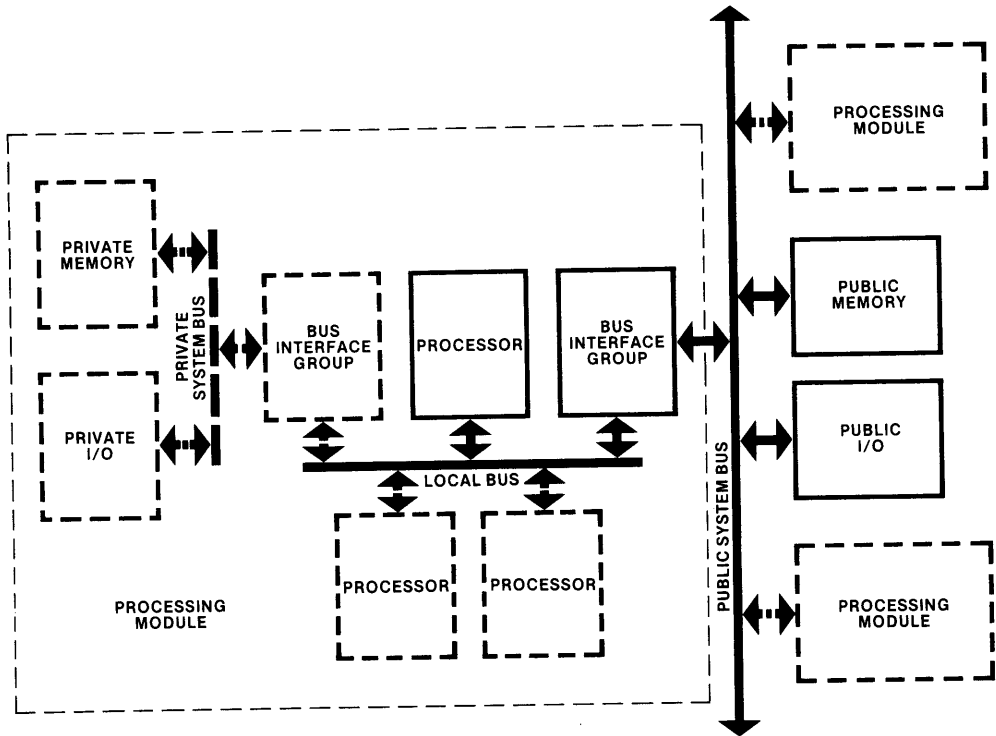 PROCESSING
MODULE
PRIVATE
MEMORY
PRIVATE
SYSTEM BUS
BUS
INTERFACE
GROUP
PROCESSOR
BUS
INTERFACE
GROUP
PUBLIC
MEMORY
PRIVATE
I/O
PUBLIC
I/O
LOCAL BUS
PUBLIC SYSTEM BUS
PROCESSOR
PROCESSOR
PROCESSING
MODULE
PROCESSING
MODULE